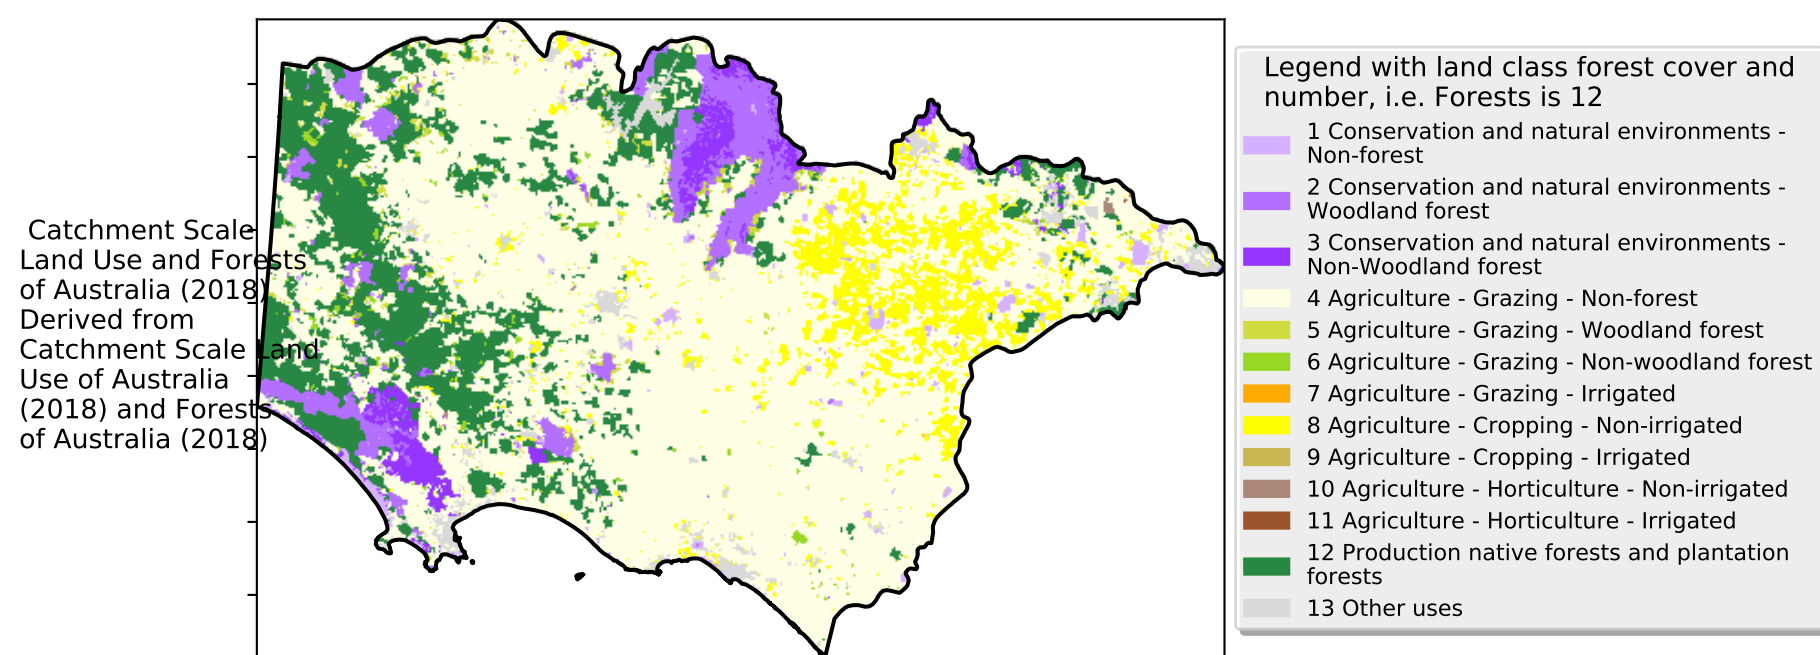 Catchment Scale
Land Use and Forests
of Australia (2018)
Derived from
Catchment Scale Land
Use of Australia
(2018) and Forests
of Australia (2018)
Legend with land class forest cover and
number, i.e. Forests is 12
1 Conservation and natural environments -
Non-forest
2 Conservation and natural environments -
Woodland forest
3 Conservation and natural environments -
Non-Woodland forest
4 Agriculture - Grazing - Non-forest
5 Agriculture - Grazing - Woodland forest
6 Agriculture - Grazing - Non-woodland forest
7 Agriculture - Grazing - Irrigated
8 Agriculture - Cropping - Non-irrigated
9 Agriculture - Cropping - Irrigated
10 Agriculture - Horticulture - Non-irrigated
11 Agriculture - Horticulture - Irrigated
12 Production native forests and plantation
forests
13 Other uses